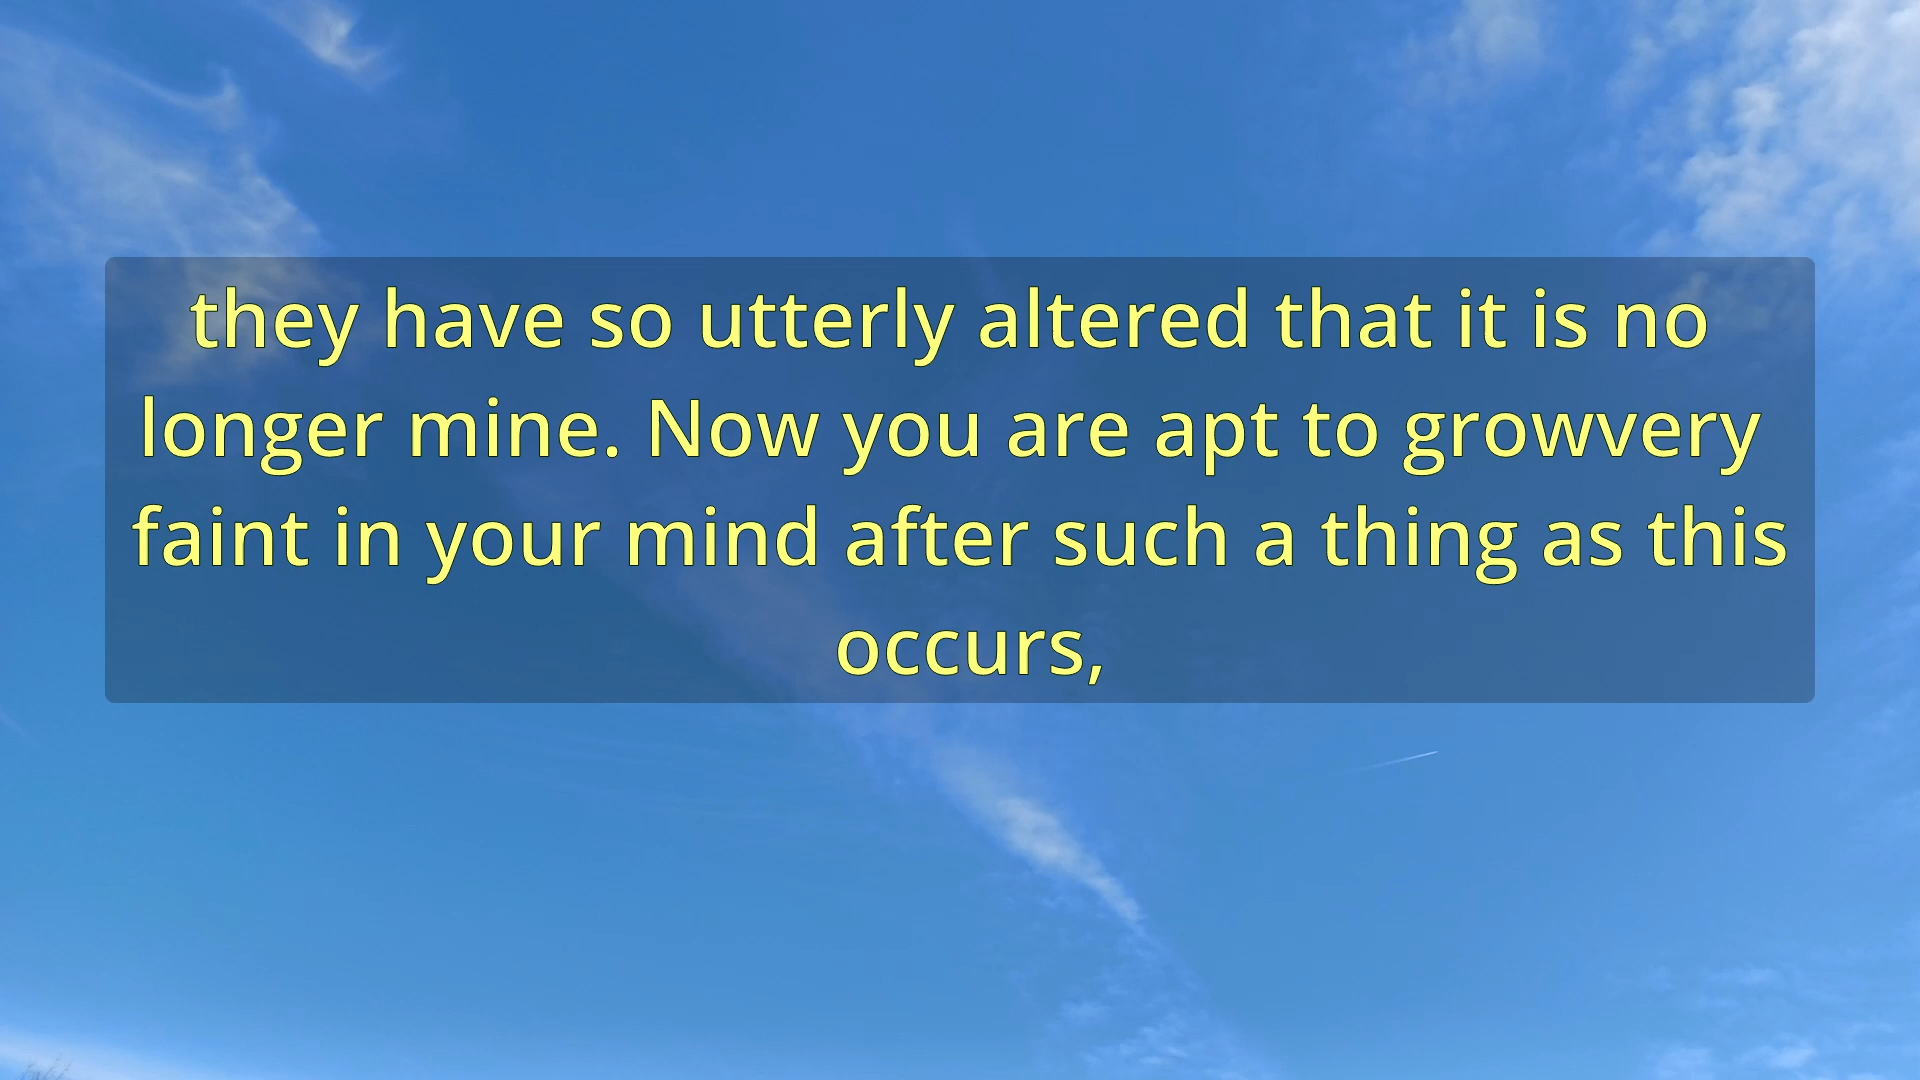 they have so utterly altered that it is no
longer mine. Now you are apt to growvery
faint in your mind after such a thing as this
occurs,